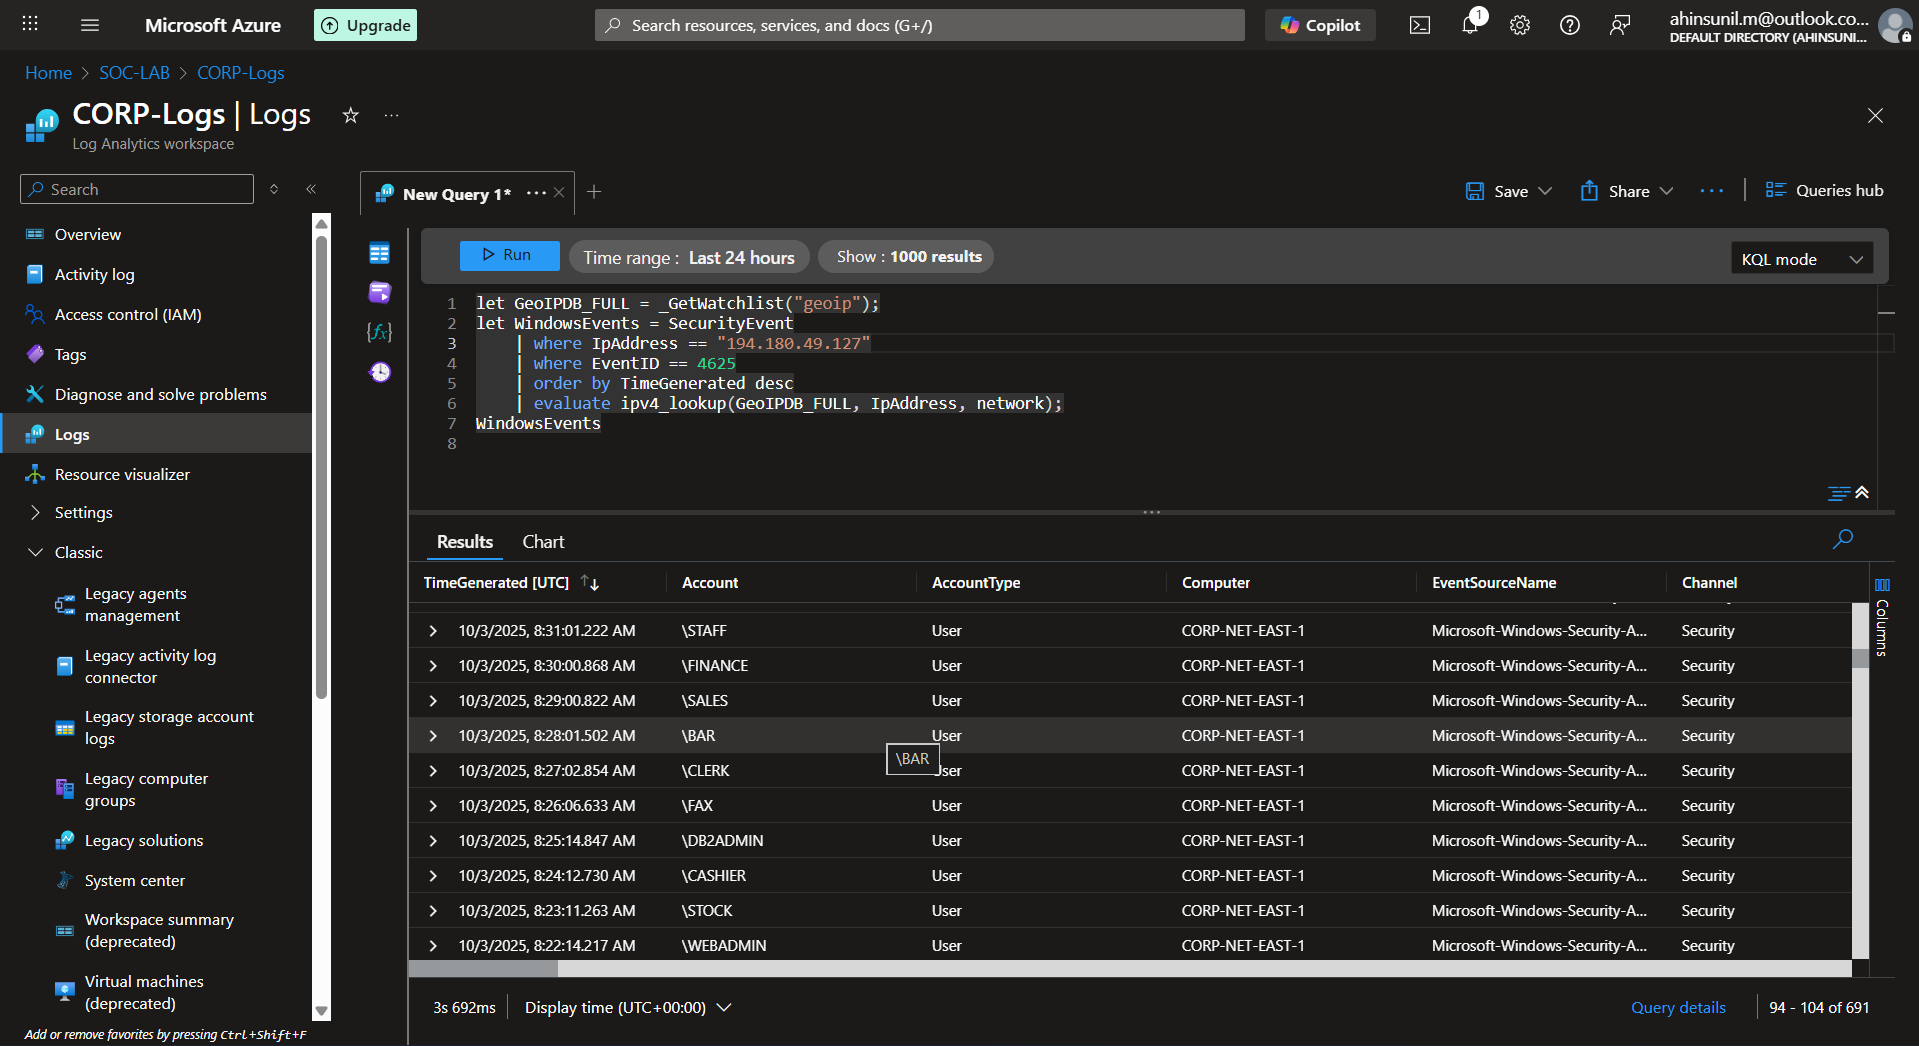 Microsoft Azure
Upgrade
Search resources, services, and docs (G+/)
Copilot
1
ahinsunil.m@outlook.co...
DEFAULT DIRECTORY (AHINSUNI...
Home > SOC-LAB > CORP-Logs
CORP-Logs | Logs
...
Log Analytics workspace
Search
Overview
Activity log
Access control (IAM)
Tags
Diagnose and solve problems
Logs
Resource visualizer
Settings
Classic
Legacy agents
management
Legacy activity log
connector
Legacy storage account
logs
Legacy computer
groups
Legacy solutions
System center
Workspace summary
(deprecated)
Virtual machines
(deprecated)
Add or remove favorites by pressing Ctrl+Shift+F
New Query 1*
Save
Share
Queries hub
Run
Time range : Last 24 hours
Show : 1000 results
KQL mode
1 let GeoIPDB_FULL = _GetWatchlist("geoip");
2 let WindowsEvents = SecurityEvent
3 | where IpAddress == "194.180.49.127"
4 | where EventID == 4625
5 | order by TimeGenerated desc
6 | evaluate ipv4_lookup(GeoIPDB_FULL, IpAddress, network);
7 WindowsEvents
8
Results Chart
TimeGenerated [UTC] Account AccountType Computer EventSourceName Channel
10/3/2025, 8:31:01.222 AM \STAFF User CORP-NET-EAST-1 Microsoft-Windows-Security-A... Security
10/3/2025, 8:30:00.868 AM \FINANCE User CORP-NET-EAST-1 Microsoft-Windows-Security-A... Security
10/3/2025, 8:29:00.822 AM \SALES User CORP-NET-EAST-1 Microsoft-Windows-Security-A... Security
10/3/2025, 8:28:01.502 AM \BAR User CORP-NET-EAST-1 Microsoft-Windows-Security-A... Security
\BAR
10/3/2025, 8:27:02.854 AM \CLERK User CORP-NET-EAST-1 Microsoft-Windows-Security-A... Security
10/3/2025, 8:26:06.633 AM \FAX User CORP-NET-EAST-1 Microsoft-Windows-Security-A... Security
10/3/2025, 8:25:14.847 AM \DB2ADMIN User CORP-NET-EAST-1 Microsoft-Windows-Security-A... Security
10/3/2025, 8:24:12.730 AM \CASHIER User CORP-NET-EAST-1 Microsoft-Windows-Security-A... Security
10/3/2025, 8:23:11.263 AM \STOCK User CORP-NET-EAST-1 Microsoft-Windows-Security-A... Security
10/3/2025, 8:22:14.217 AM \WEBADMIN User CORP-NET-EAST-1 Microsoft-Windows-Security-A... Security
Columns
3s 692ms
Display time (UTC+00:00)
Query details
94 - 104 of 691